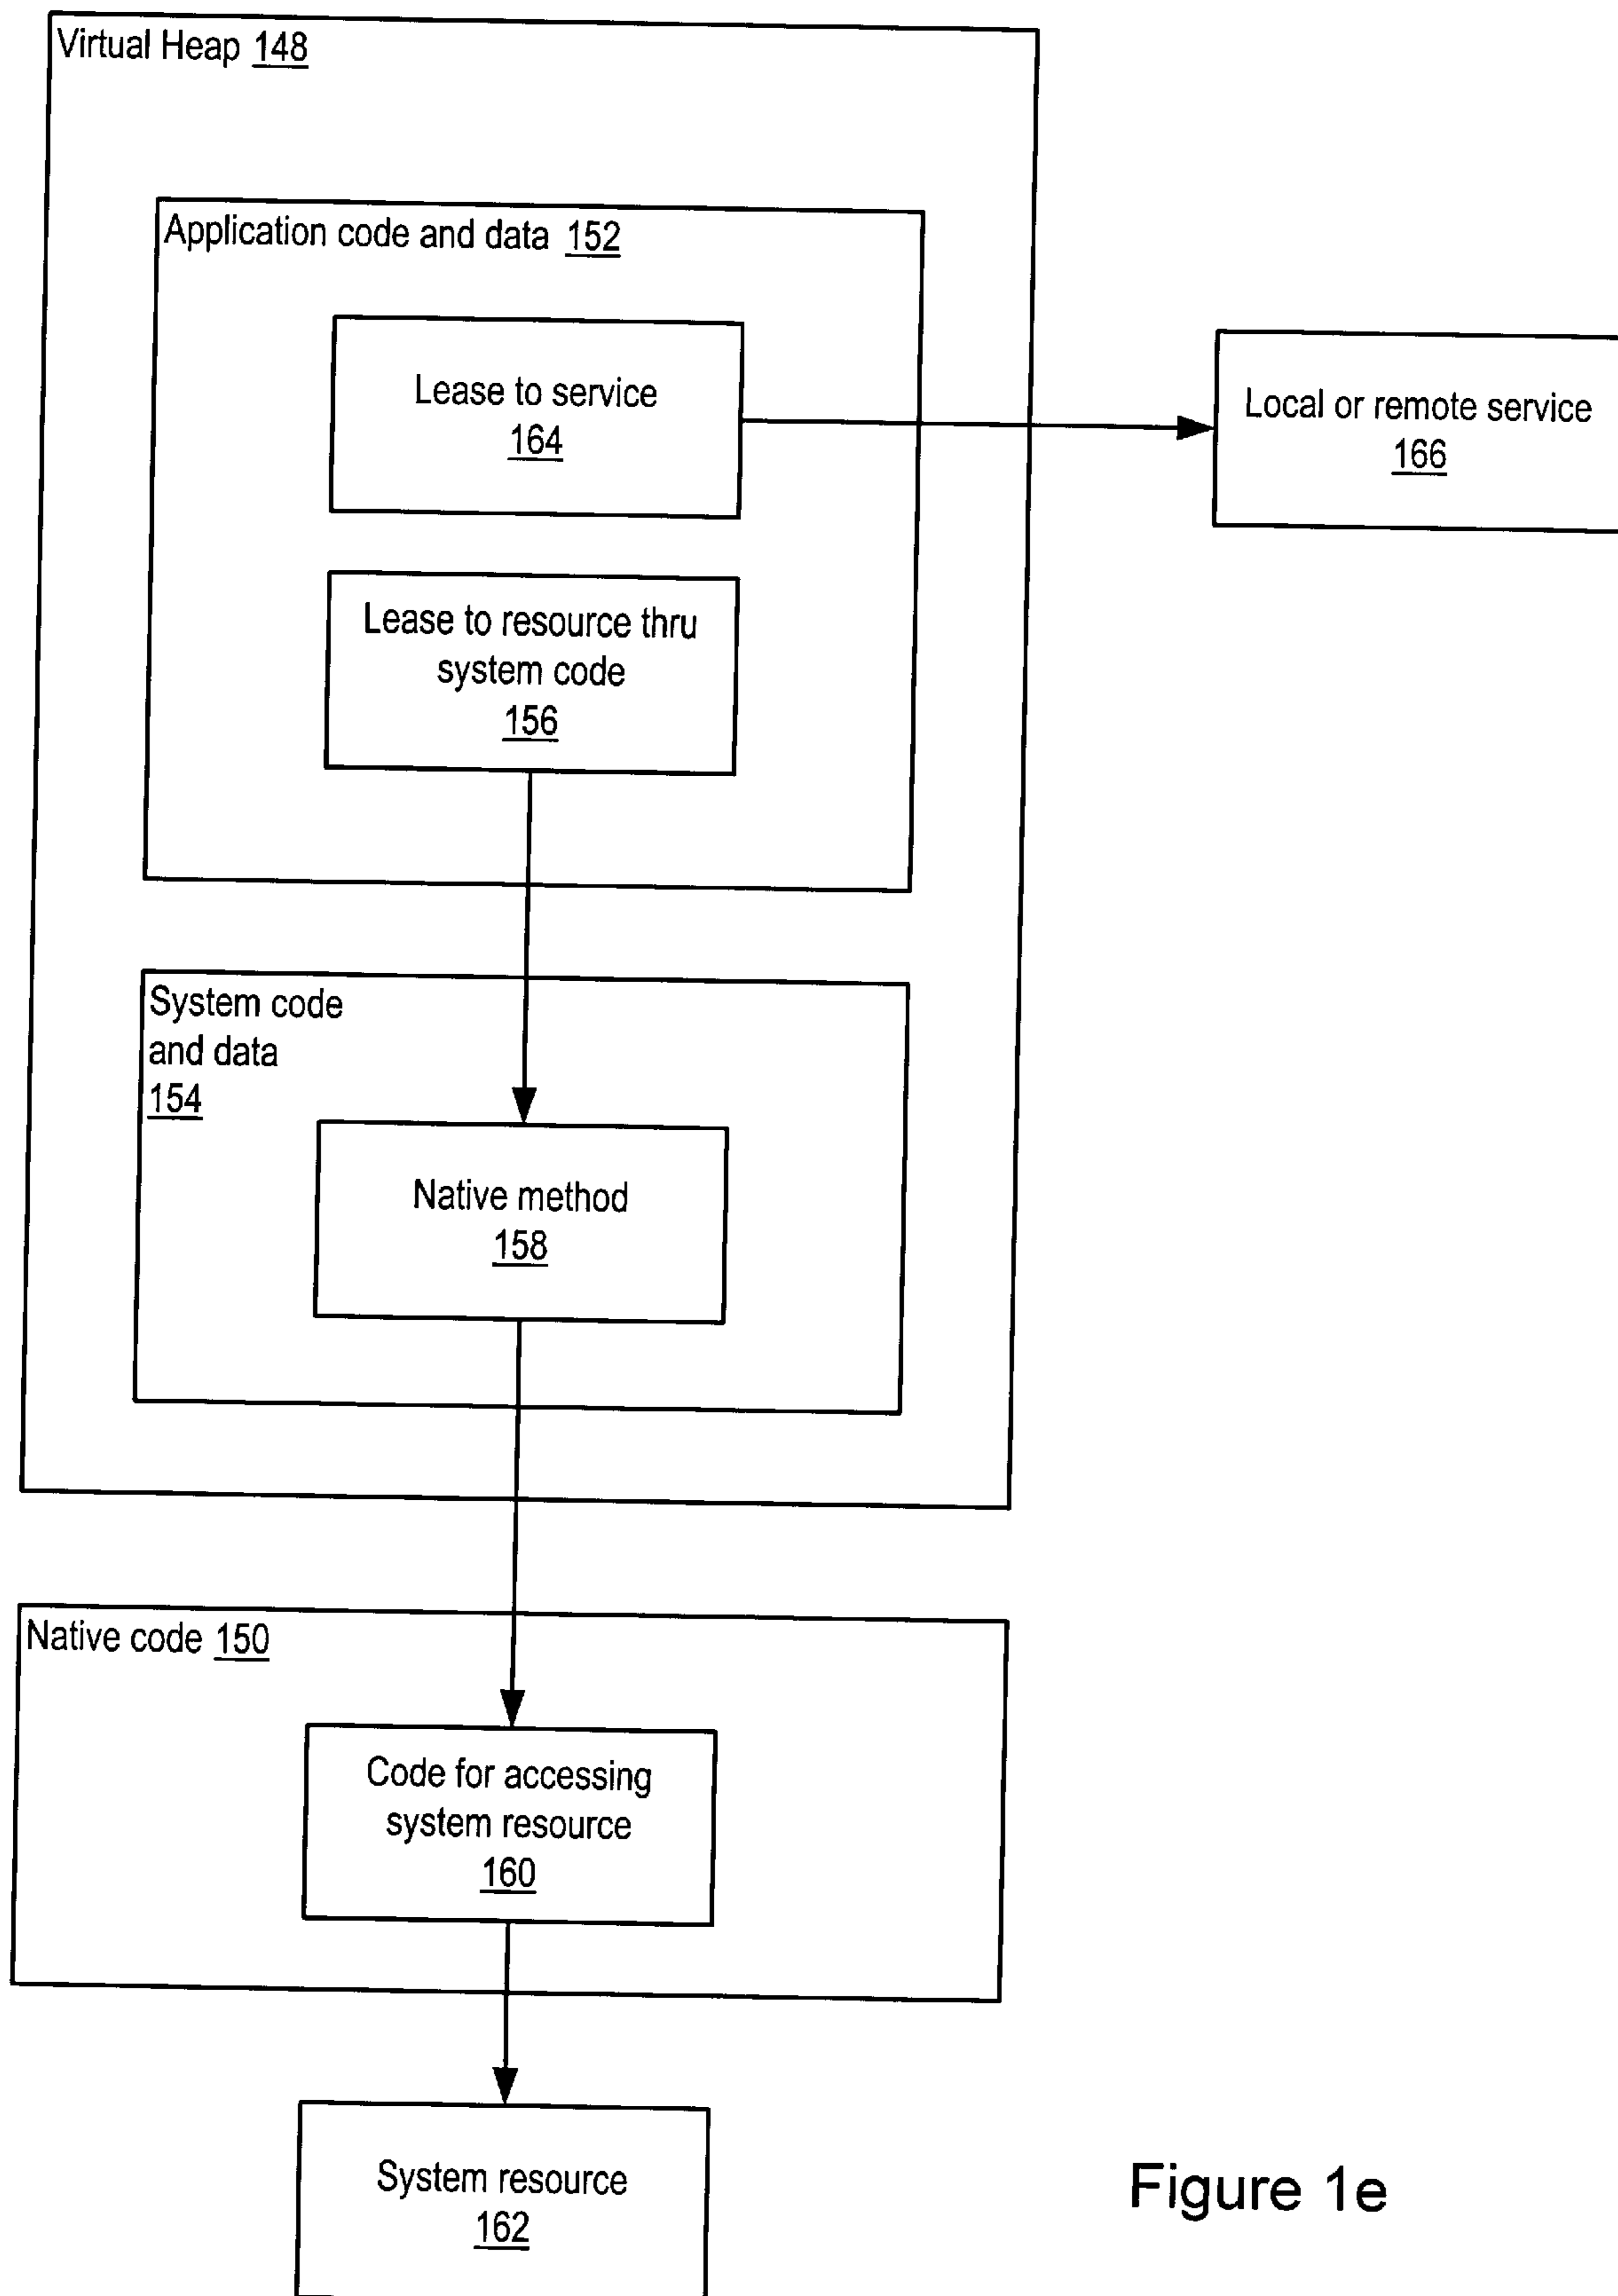 Virtual Heap 148
Application code and data 152
Lease to service
164
Local or remote service
166
Lease to resource thru
system code
156
System code
and data
154
Native method
158
Native code 150
Code for accessing
system resource
160
System resource
162
Figure 1e